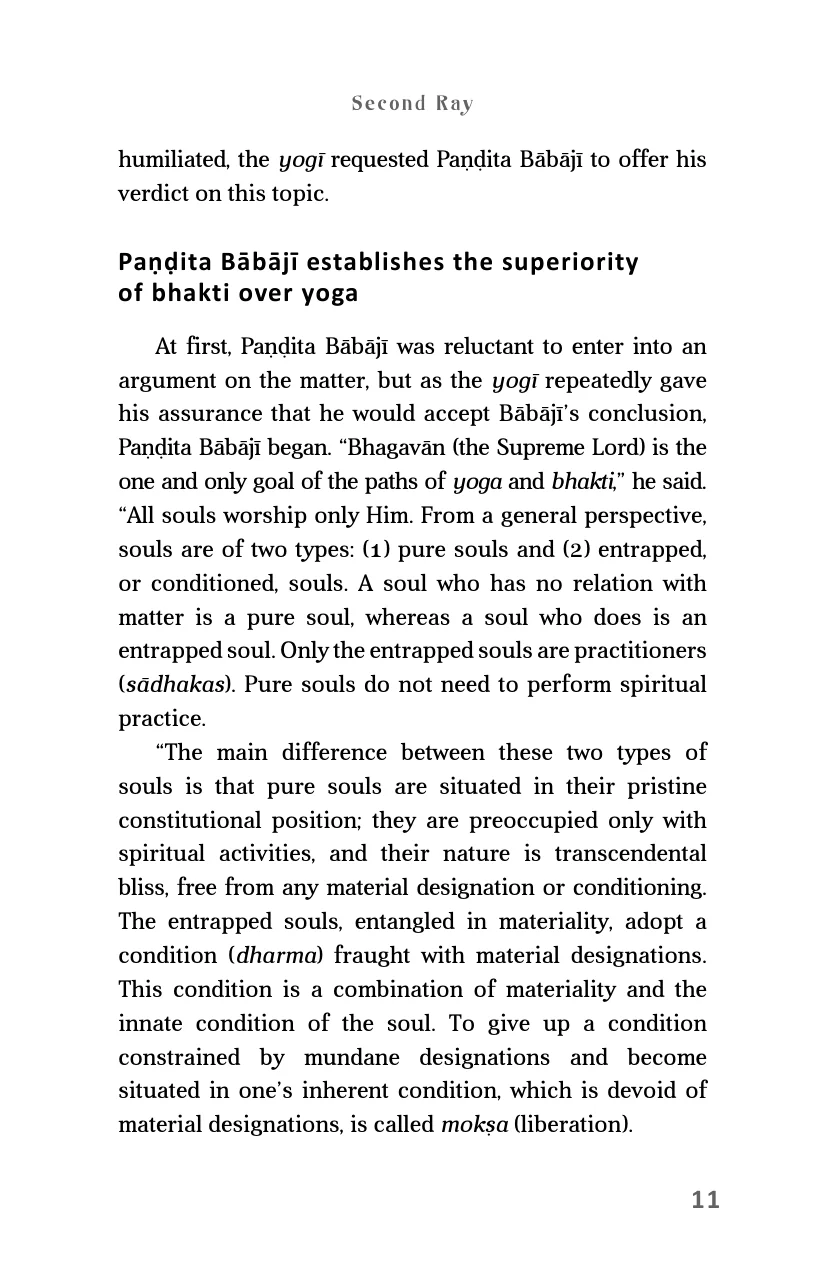 Second Ray
humiliated, the yogī requested Paṇḍita Bābājī to offer his
verdict on this topic.
Paṇḍita Bābājī establishes the superiority
of bhakti over yoga
At first, Paṇḍita Bābājī was reluctant to enter into an
argument on the matter, but as the yogī repeatedly gave
his assurance that he would accept Bābājī’s conclusion,
Paṇḍita Bābājī began. “Bhagavān (the Supreme Lord) is the
one and only goal of the paths of yoga and bhakti,” he said.
“All souls worship only Him. From a general perspective,
souls are of two types: (1) pure souls and (2) entrapped,
or conditioned, souls. A soul who has no relation with
matter is a pure soul, whereas a soul who does is an
entrapped soul. Only the entrapped souls are practitioners
(sādhakas). Pure souls do not need to perform spiritual
practice.
“The main difference between these two types of
souls is that pure souls are situated in their pristine
constitutional position; they are preoccupied only with
spiritual activities, and their nature is transcendental
bliss, free from any material designation or conditioning.
The entrapped souls, entangled in materiality, adopt a
condition (dharma) fraught with material designations.
This condition is a combination of materiality and the
innate condition of the soul. To give up a condition
constrained by mundane designations and become
situated in one’s inherent condition, which is devoid of
material designations, is called mokṣa (liberation).
11